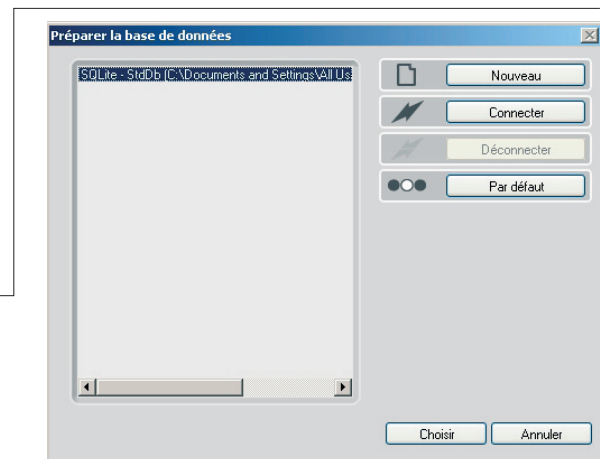 Préparer la base de données
SQLite - StdDb (C:\Documents and Settings\All Us
Nouveau
Connecter
Déconnecter
Par défaut
Choisir
Annuler